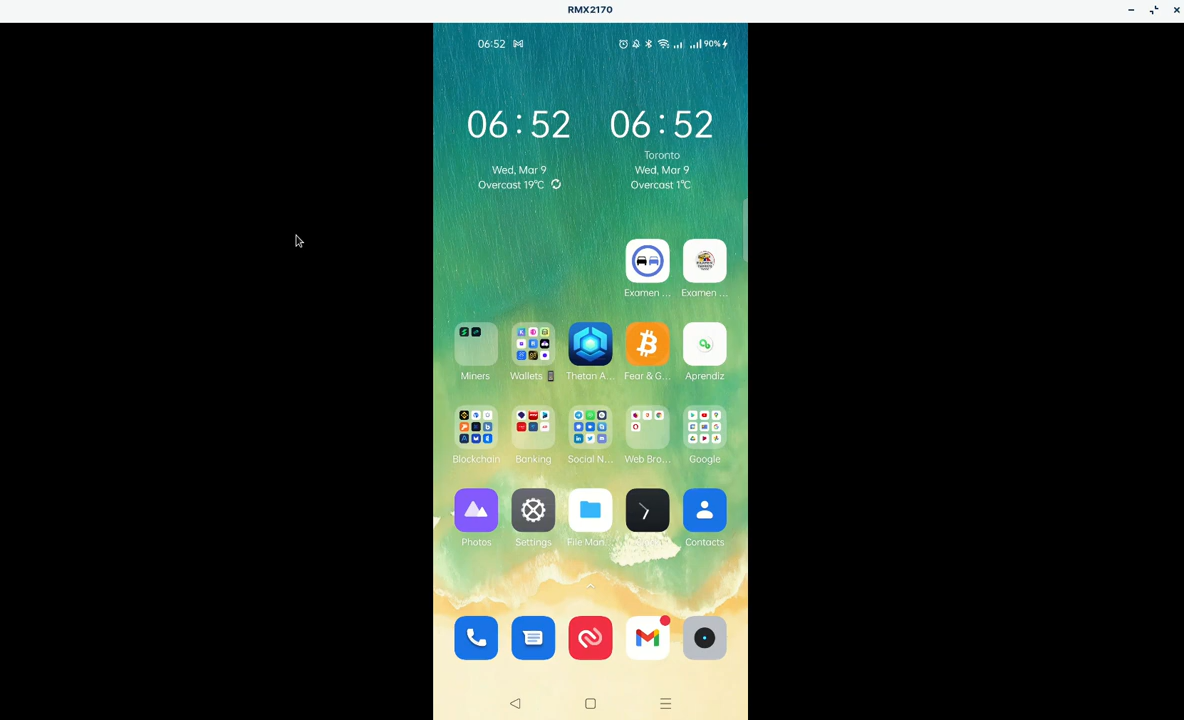 RMX2170
06:52
90%
06:52 06:52
Toronto
Wed, Mar 9 Wed, Mar 9
Overcast 19°C Overcast 1°C
Examen ... Examen ...
Miners Wallets Thetan A... Fear & G... Aprendiz
Blockchain Banking Social N... Web Bro... Google
Photos Settings File Man... Contacts